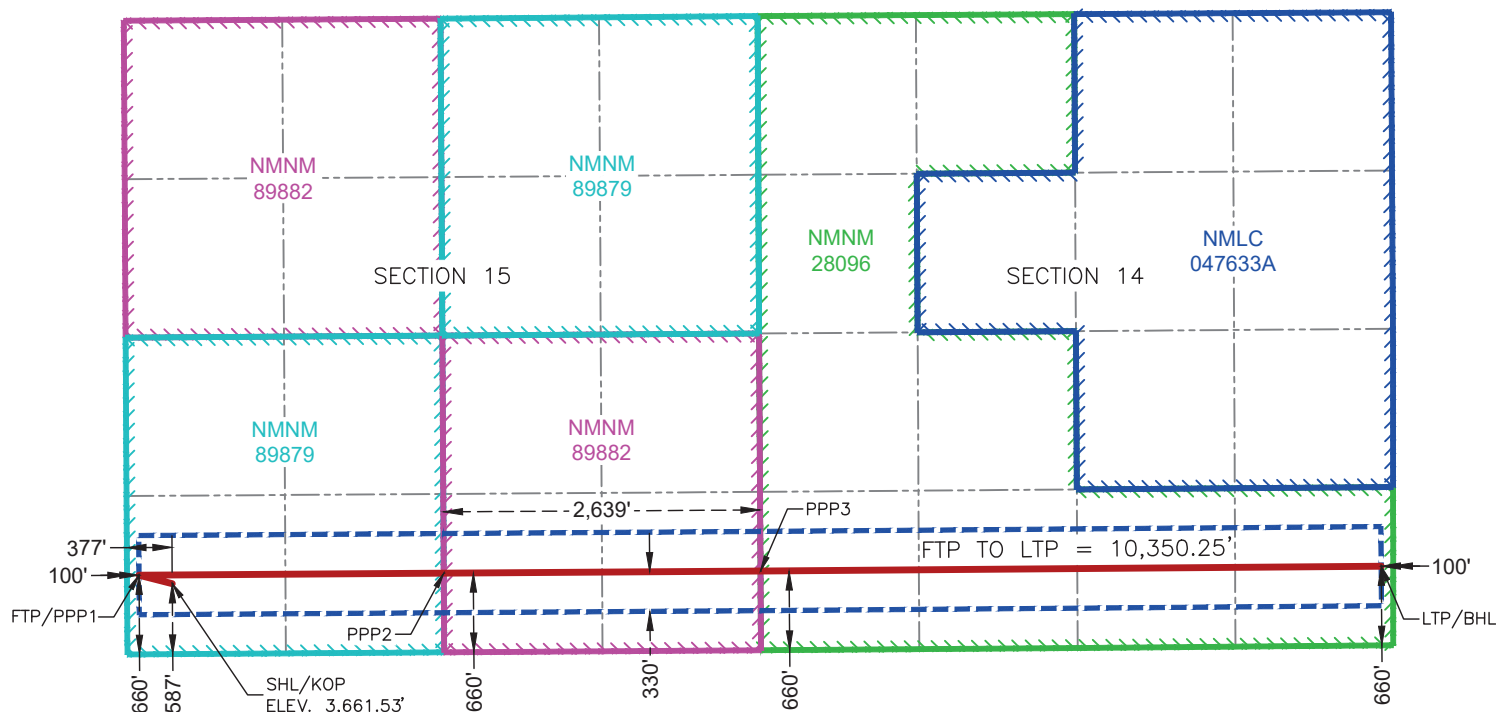 NMNM
89882
NMNM
89879
NMNM
28096
NMLC
047633A
SECTION 15
SECTION 14
NMNM
89879
NMNM
89882
2,639'
PPP3
377'
FTP TO LTP = 10,350.25'
100'
100'
FTP/PPP1
PPP2
LTP/BHL
660'
587'
SHL/KOP
ELEV. 3,661.53'
660'
330'
660'
660'